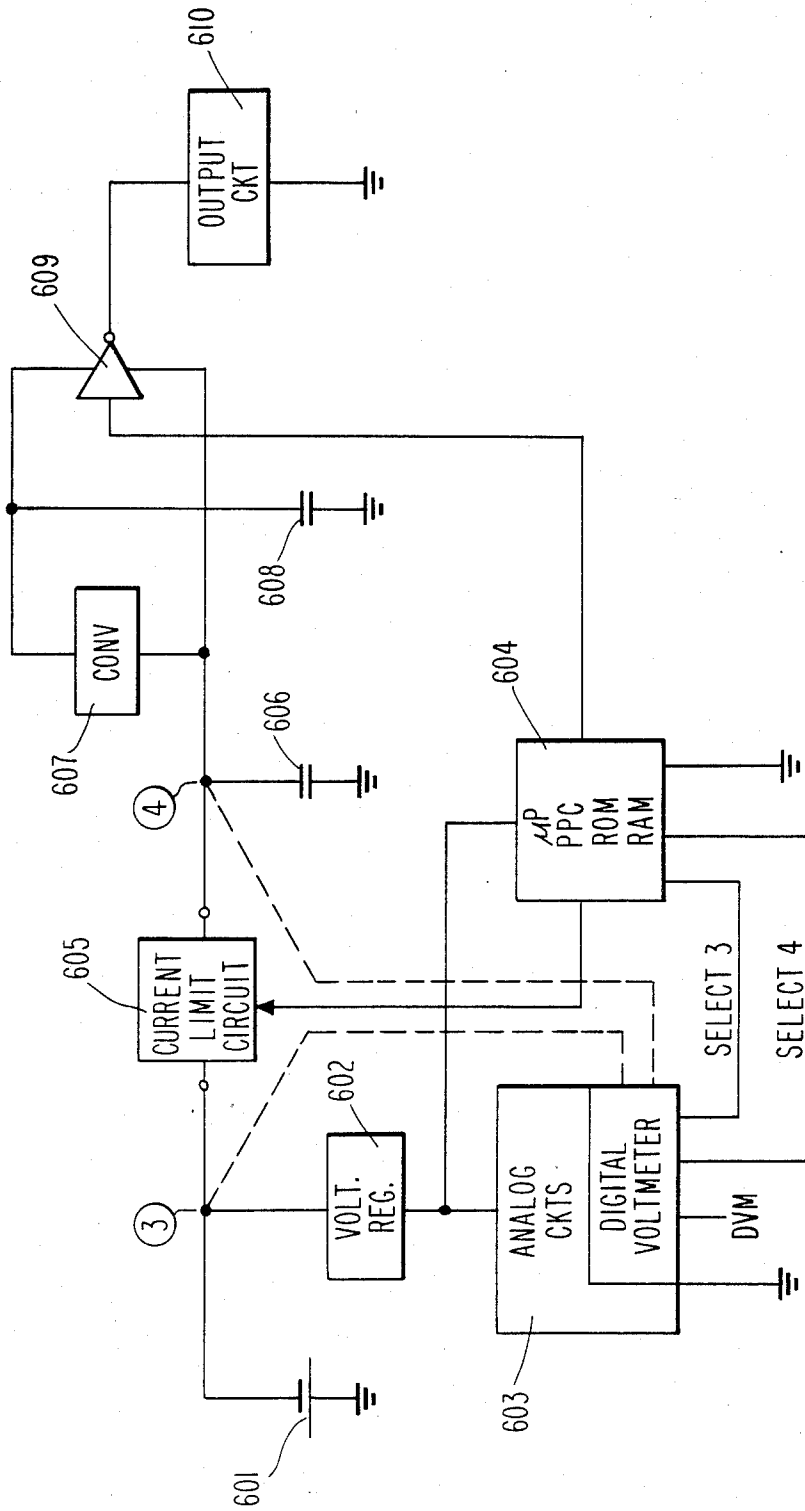 610
OUTPUT
CKT
609
608
CONV
607
4
606
604
μP
PPC
ROM
RAM
605
CURRENT
LIMIT
CIRCUIT
SELECT 3
SELECT 4
3
602
VOLT.
REG.
ANALOG
CKTS
DIGITAL
VOLTMETER
DVM
603
601